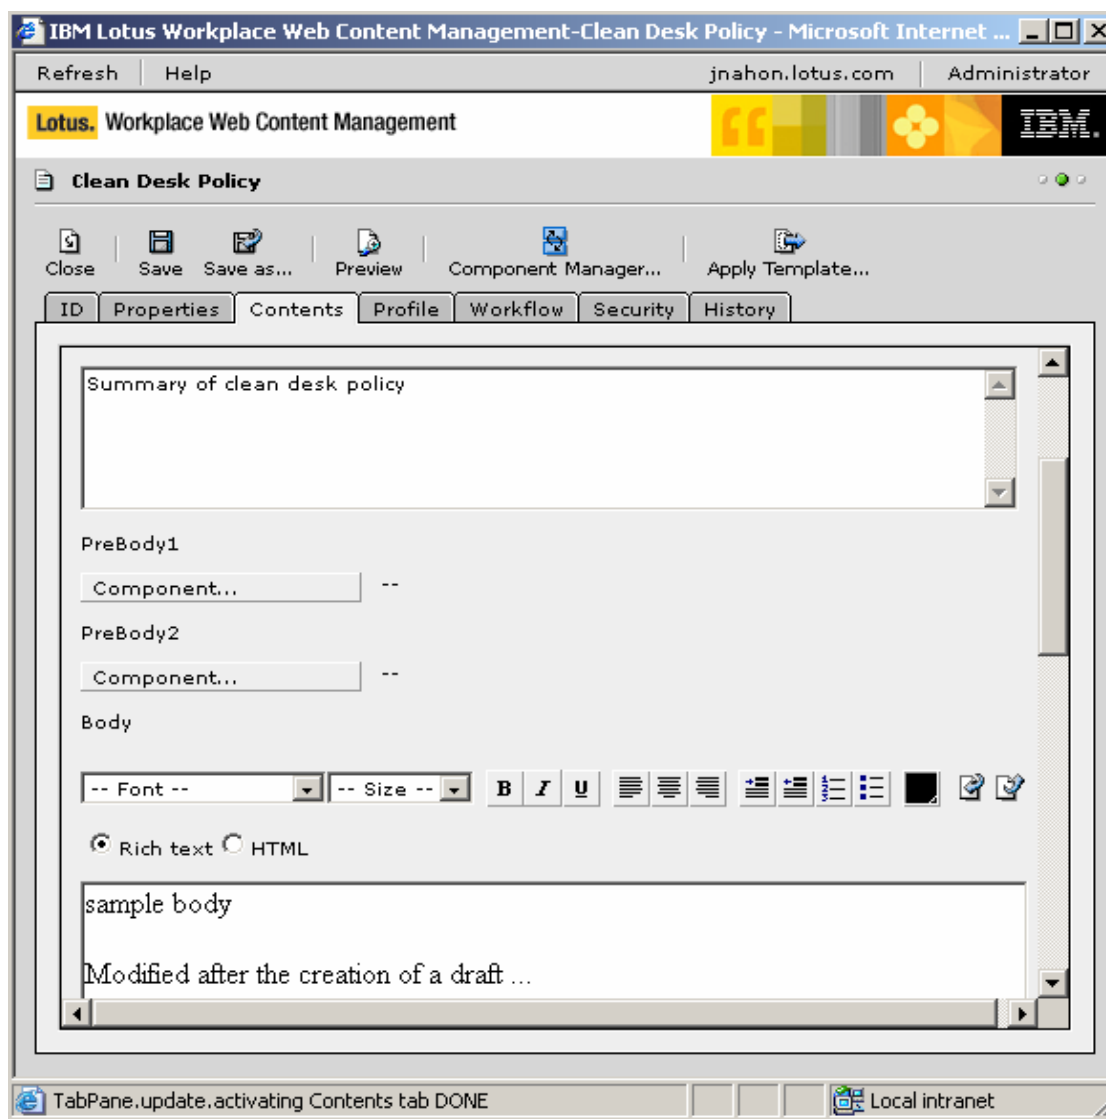 IBM Lotus Workplace Web Content Management-Clean Desk Policy - Microsoft Internet ...
Refresh Help jnahon.lotus.com Administrator
Lotus. Workplace Web Content Management IBM.
Clean Desk Policy
Close Save Save as... Preview Component Manager... Apply Template...
ID Properties Contents Profile Workflow Security History
Summary of clean desk policy
PreBody1
Component... --
PreBody2
Component... --
Body
-- Font -- -- Size -- B I U
Rich text HTML
sample body
Modified after the creation of a draft ...
TabPane.update.activating Contents tab DONE Local intranet